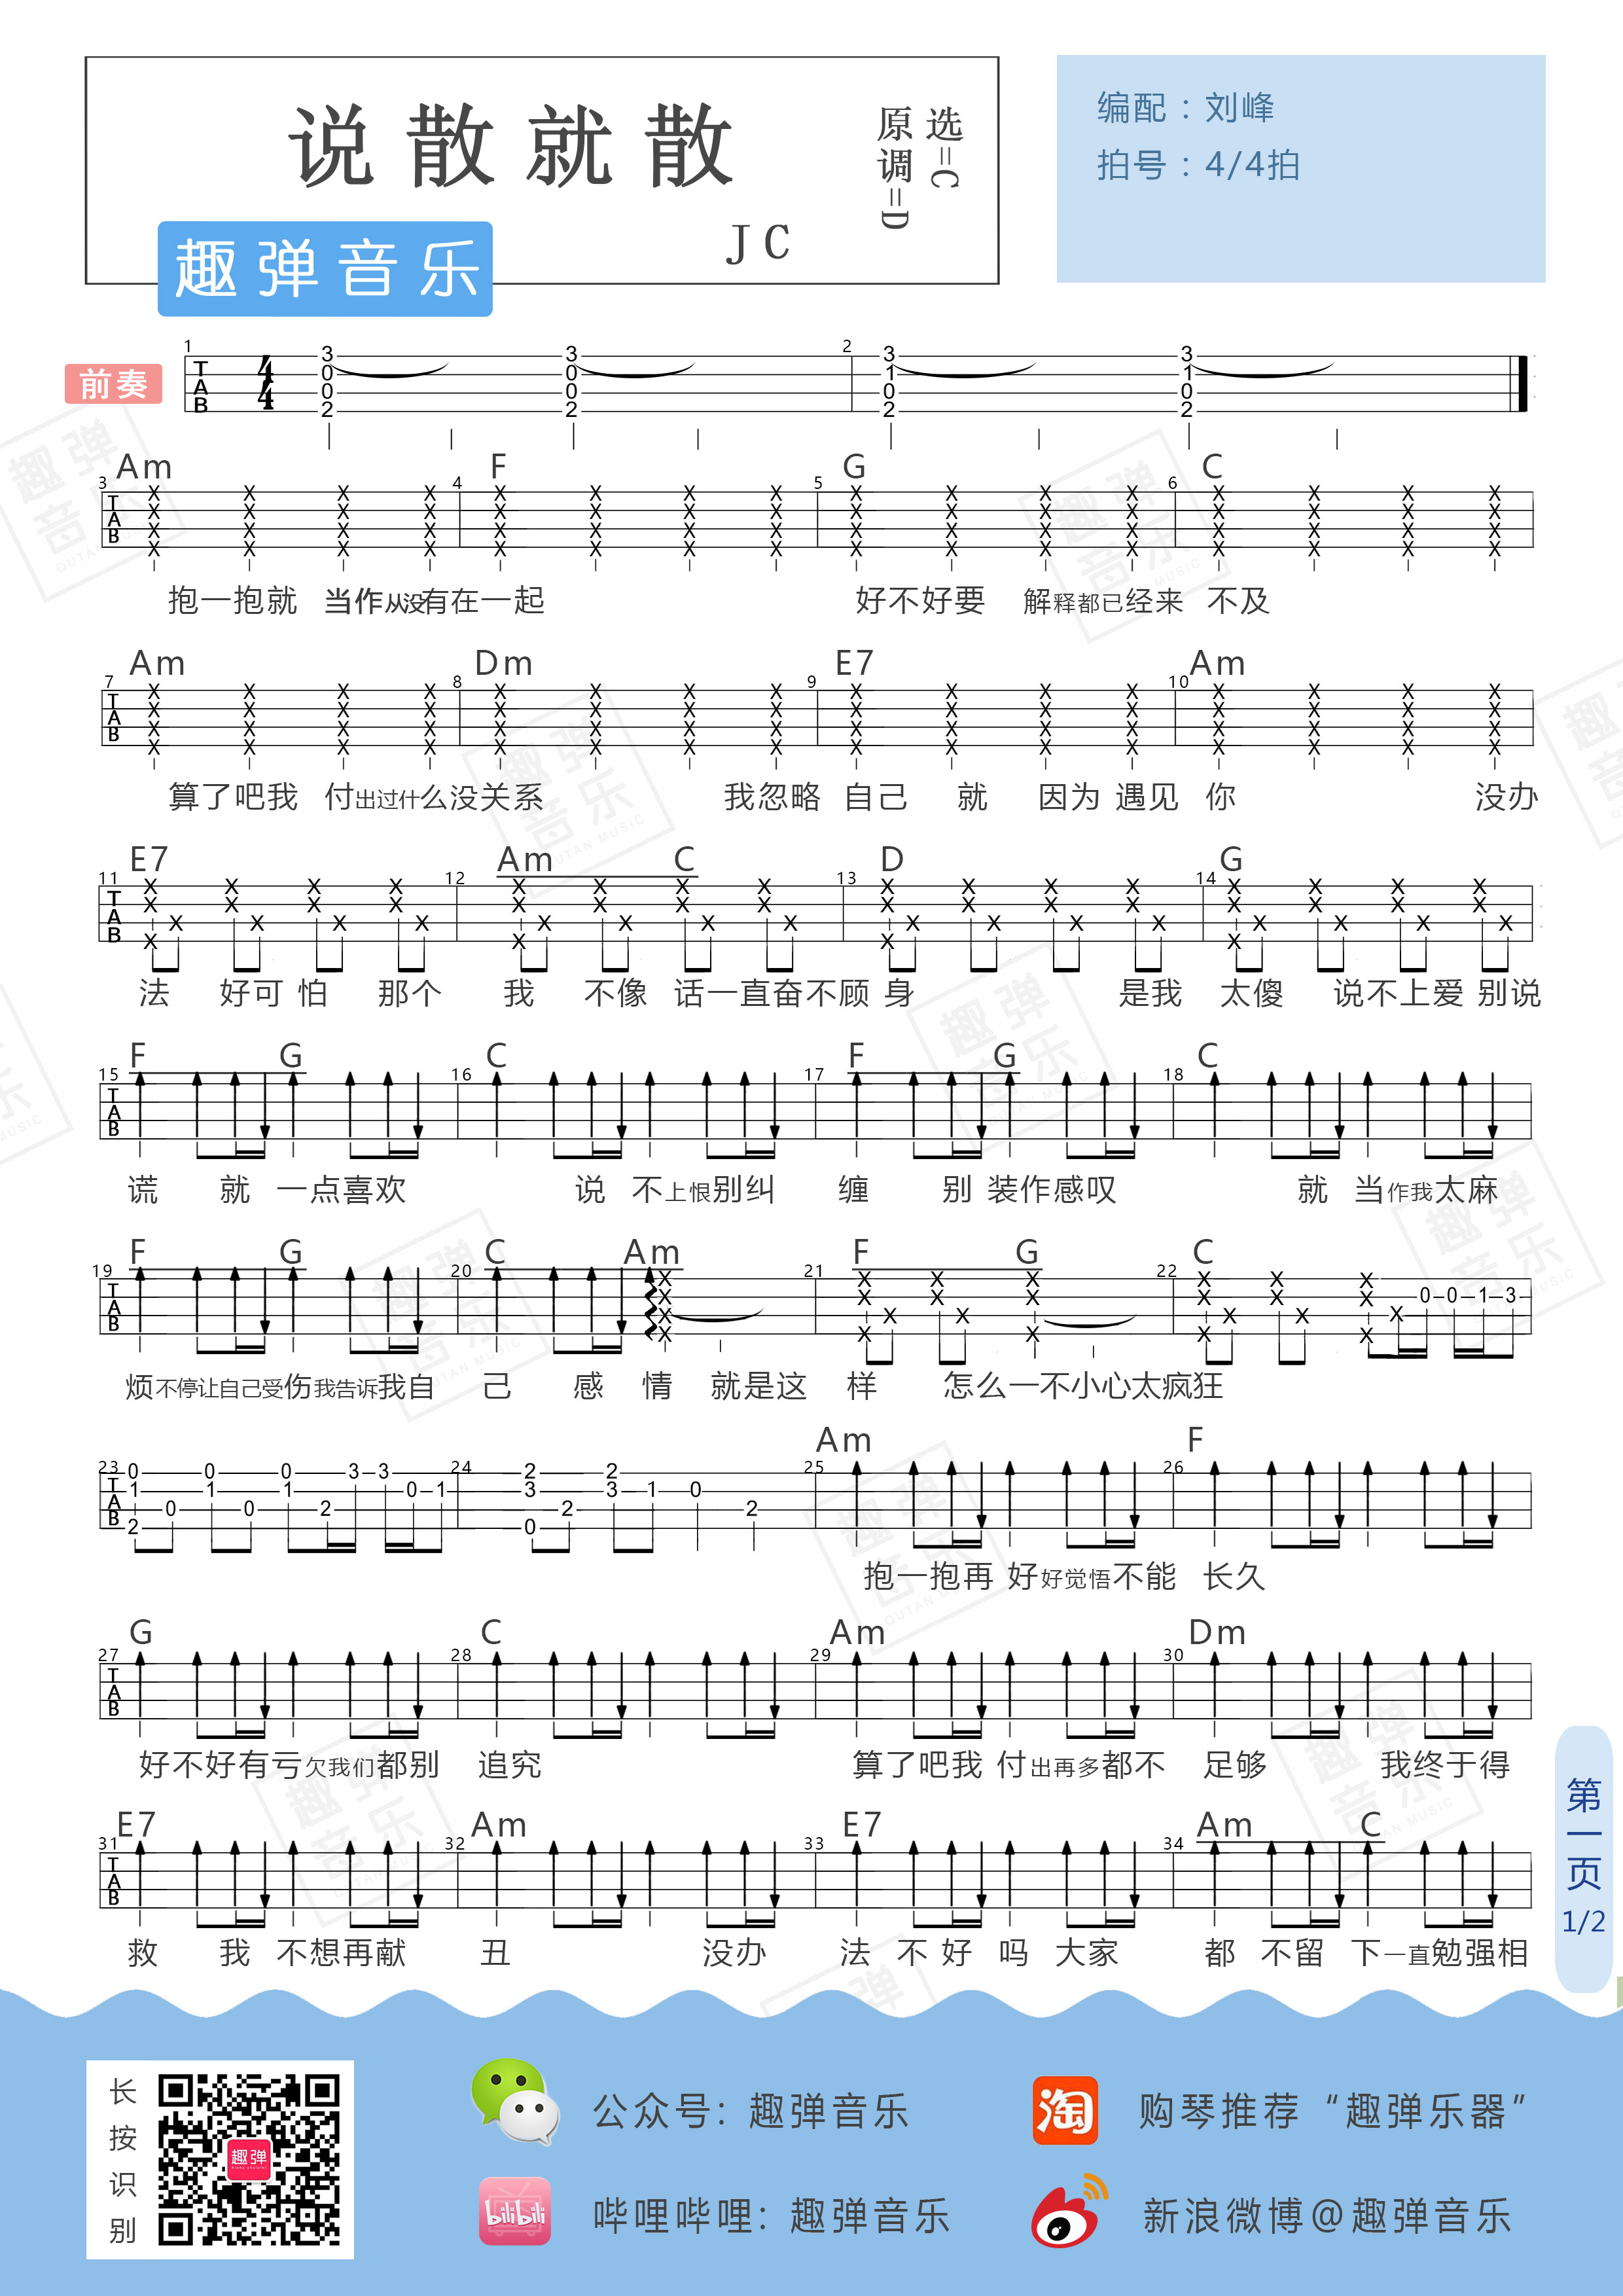 说散就散
原调=D
选=C
JC
趣弹音乐
编配：刘峰
拍号：4/4拍
前奏
1 2
T A B 4/4 3 0 0 2 3 0 0 2 3 1 0 2 3 1 0 2
Am F G C
3 4 5 6
抱一抱就 当作从没有在一起 好不好要 解释都已经来 不及
Am Dm E7 Am
7 8 9 10
算了吧我 付出过什么没关系 我忽略 自己 就 因为 遇见 你 没办
E7 Am C D G
11 12 13 14
法 好可 怕 那个 我 不像 话一直奋不顾 身 是我 太傻 说不上爱 别说
F G C F G C
15 16 17 18
谎 就 一点喜欢 说 不上恨别纠 缠 别 装作感叹 就 当作我太麻
F G C Am F G C
19 20 21 22
0 0 1 3
烦不停让自己受伤我告诉我自 己 感 情 就是这 样 怎么一不小心太疯狂
Am F
23 24 25 26
0 1 2 0 0 1 0 0 1 2 3 3 0 1 2 3 0 2 2 3 1 0 2
抱一抱再 好好觉悟不能 长久
G C Am Dm
27 28 29 30
好不好有亏欠我们都别 追究 算了吧我 付出再多都不 足够 我终于得
E7 Am E7 Am C
31 32 33 34
救 我 不想再献 丑 没办 法 不 好 吗 大家 都 不留 下一直勉强相
第一页
1/2
长按识别
趣弹
公众号：趣弹音乐
淘
购琴推荐“趣弹乐器”
bilibili
哔哩哔哩：趣弹音乐
新浪微博@趣弹音乐